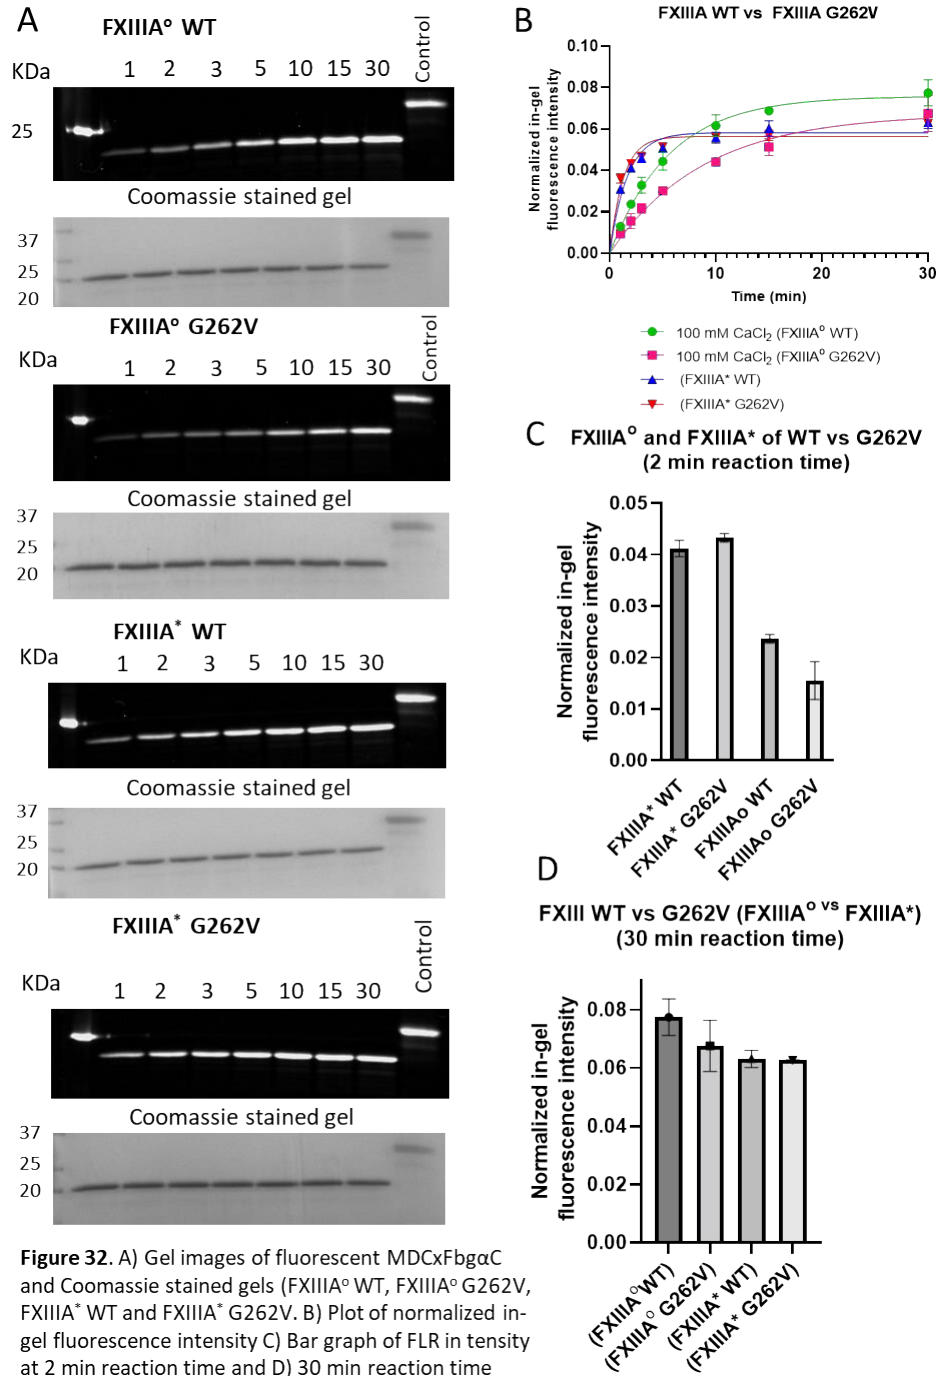 A
FXIIIAᵒ WT
KDa
1 2 3 5 10 15 30
Control
25
Coomassie stained gel
37
25
20
FXIIIAᵒ G262V
KDa
1 2 3 5 10 15 30
Control
Coomassie stained gel
37
25
20
FXIIIA* WT
KDa
1 2 3 5 10 15 30
Coomassie stained gel
37
25
20
FXIIIA* G262V
KDa
1 2 3 5 10 15 30
Control
Coomassie stained gel
37
25
20
Figure 32. A) Gel images of fluorescent MDCxFbgαC
and Coomassie stained gels (FXIIIAᵒ WT, FXIIIAᵒ G262V,
FXIIIA* WT and FXIIIA* G262V. B) Plot of normalized in-
gel fluorescence intensity C) Bar graph of FLR in tensity
at 2 min reaction time and D) 30 min reaction time
B
FXIIIA WT vs FXIIIA G262V
Normalized in-gel
fluorescence intensity
0.10
0.08
0.06
0.04
0.02
0.00
0 10 20 30
Time (min)
100 mM CaCl₂ (FXIIIAᵒ WT)
100 mM CaCl₂ (FXIIIAᵒ G262V)
(FXIIIA* WT)
(FXIIIA* G262V)
C
FXIIIAᴼ and FXIIIA* of WT vs G262V
(2 min reaction time)
Normalized in-gel
fluorescence intensity
0.05
0.04
0.03
0.02
0.01
0.00
FXIIIA* WT
FXIIIA* G262V
FXIIIAo WT
FXIIIAo G262V
D
FXIII WT vs G262V (FXIIIAᴼ ᵛˢ FXIIIA*)
(30 min reaction time)
Normalized in-gel
fluorescence intensity
0.08
0.06
0.04
0.02
0.00
(FXIIIAᴼWT)
(FXIIIAᴼ G262V)
(FXIIIA* WT)
(FXIIIA* G262V)